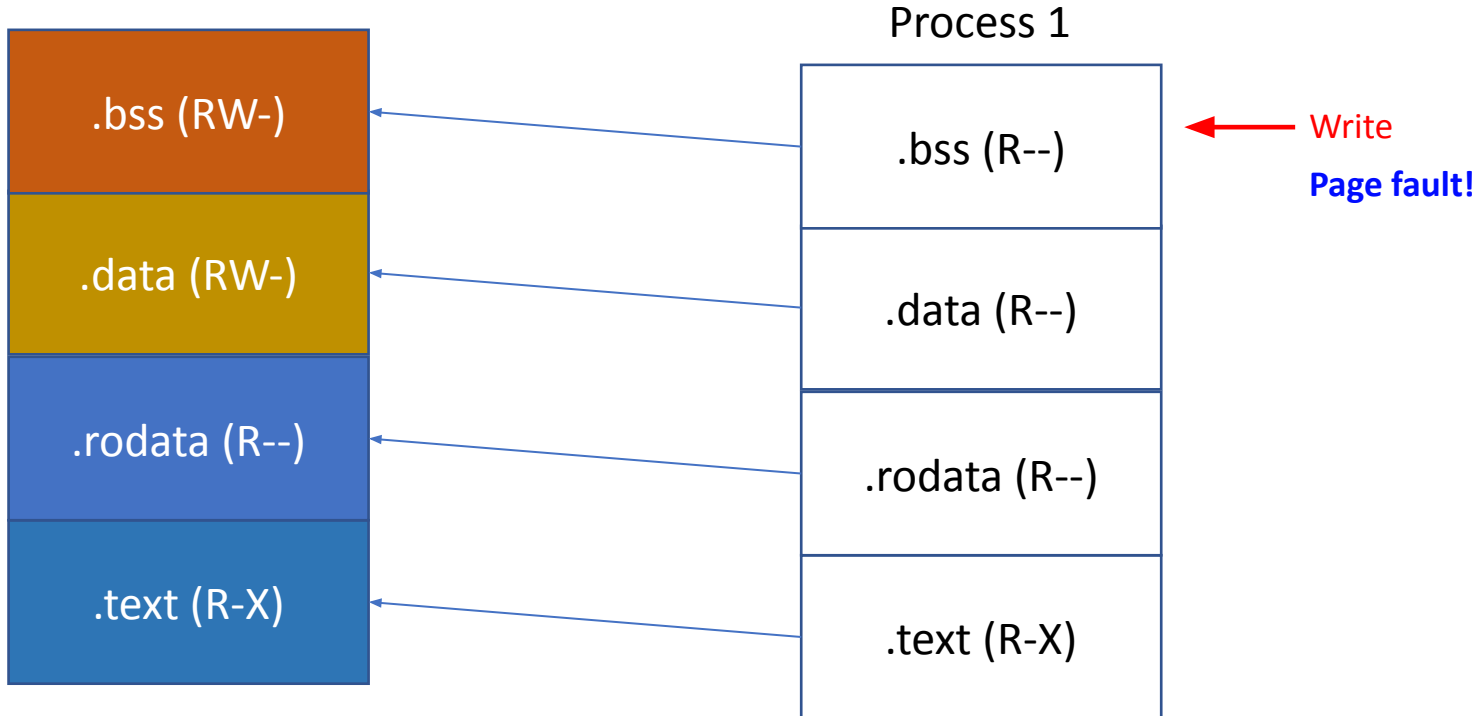 Process 1
.bss (RW-)
.data (RW-)
.rodata (R--)
.text (R-X)
.bss (R--)
.data (R--)
.rodata (R--)
.text (R-X)
Write
Page fault!